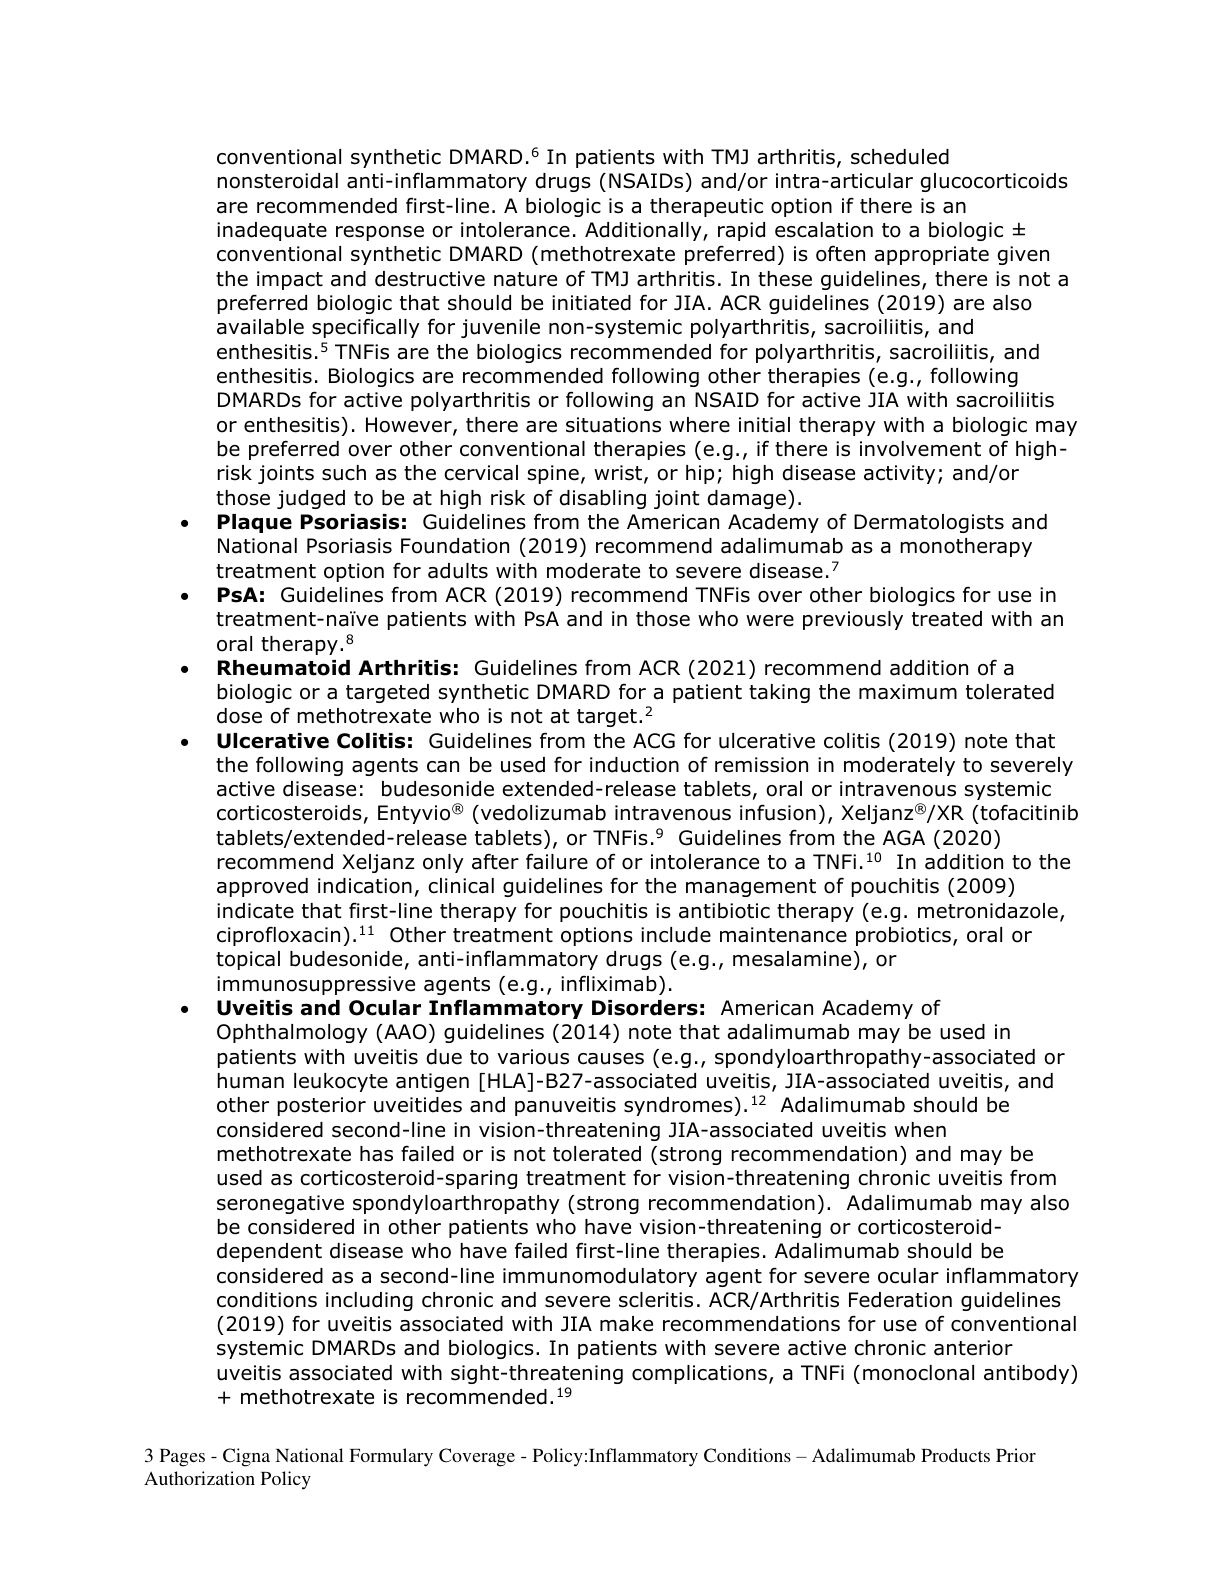 conventional synthetic DMARD.⁶ In patients with TMJ arthritis, scheduled
nonsteroidal anti-inflammatory drugs (NSAIDs) and/or intra-articular glucocorticoids
are recommended first-line. A biologic is a therapeutic option if there is an
inadequate response or intolerance. Additionally, rapid escalation to a biologic ±
conventional synthetic DMARD (methotrexate preferred) is often appropriate given
the impact and destructive nature of TMJ arthritis. In these guidelines, there is not a
preferred biologic that should be initiated for JIA. ACR guidelines (2019) are also
available specifically for juvenile non-systemic polyarthritis, sacroiliitis, and
enthesitis.⁵ TNFis are the biologics recommended for polyarthritis, sacroiliitis, and
enthesitis. Biologics are recommended following other therapies (e.g., following
DMARDs for active polyarthritis or following an NSAID for active JIA with sacroiliitis
or enthesitis). However, there are situations where initial therapy with a biologic may
be preferred over other conventional therapies (e.g., if there is involvement of high-
risk joints such as the cervical spine, wrist, or hip; high disease activity; and/or
those judged to be at high risk of disabling joint damage).
• Plaque Psoriasis:  Guidelines from the American Academy of Dermatologists and
National Psoriasis Foundation (2019) recommend adalimumab as a monotherapy
treatment option for adults with moderate to severe disease.⁷
• PsA:  Guidelines from ACR (2019) recommend TNFis over other biologics for use in
treatment-naïve patients with PsA and in those who were previously treated with an
oral therapy.⁸
• Rheumatoid Arthritis:  Guidelines from ACR (2021) recommend addition of a
biologic or a targeted synthetic DMARD for a patient taking the maximum tolerated
dose of methotrexate who is not at target.²
• Ulcerative Colitis:  Guidelines from the ACG for ulcerative colitis (2019) note that
the following agents can be used for induction of remission in moderately to severely
active disease:  budesonide extended-release tablets, oral or intravenous systemic
corticosteroids, Entyvio® (vedolizumab intravenous infusion), Xeljanz®/XR (tofacitinib
tablets/extended-release tablets), or TNFis.⁹  Guidelines from the AGA (2020)
recommend Xeljanz only after failure of or intolerance to a TNFi.¹⁰  In addition to the
approved indication, clinical guidelines for the management of pouchitis (2009)
indicate that first-line therapy for pouchitis is antibiotic therapy (e.g. metronidazole,
ciprofloxacin).¹¹  Other treatment options include maintenance probiotics, oral or
topical budesonide, anti-inflammatory drugs (e.g., mesalamine), or
immunosuppressive agents (e.g., infliximab).
• Uveitis and Ocular Inflammatory Disorders:  American Academy of
Ophthalmology (AAO) guidelines (2014) note that adalimumab may be used in
patients with uveitis due to various causes (e.g., spondyloarthropathy-associated or
human leukocyte antigen [HLA]-B27-associated uveitis, JIA-associated uveitis, and
other posterior uveitides and panuveitis syndromes).¹²  Adalimumab should be
considered second-line in vision-threatening JIA-associated uveitis when
methotrexate has failed or is not tolerated (strong recommendation) and may be
used as corticosteroid-sparing treatment for vision-threatening chronic uveitis from
seronegative spondyloarthropathy (strong recommendation).  Adalimumab may also
be considered in other patients who have vision-threatening or corticosteroid-
dependent disease who have failed first-line therapies. Adalimumab should be
considered as a second-line immunomodulatory agent for severe ocular inflammatory
conditions including chronic and severe scleritis. ACR/Arthritis Federation guidelines
(2019) for uveitis associated with JIA make recommendations for use of conventional
systemic DMARDs and biologics. In patients with severe active chronic anterior
uveitis associated with sight-threatening complications, a TNFi (monoclonal antibody)
+ methotrexate is recommended.¹⁹
3 Pages - Cigna National Formulary Coverage - Policy:Inflammatory Conditions – Adalimumab Products Prior
Authorization Policy